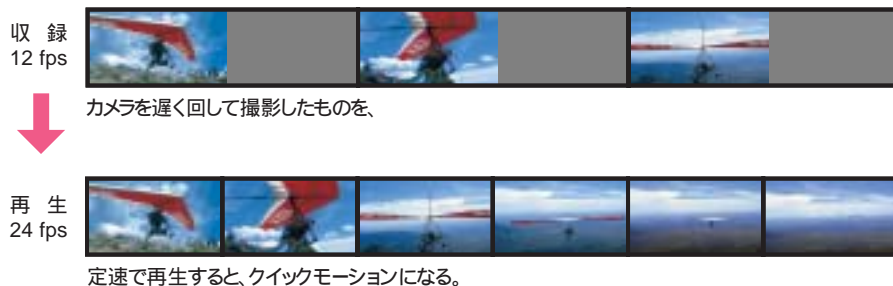 収 録
12 fps
カメラを遅く回して撮影したものを、
再 生
24 fps
定速で再生すると、クイックモーションになる。